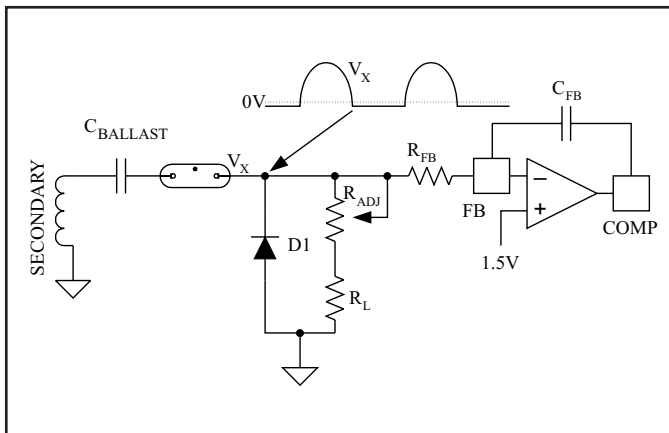 V_X
0V
C_FB
C_BALLAST
V_X
R_FB
SECONDARY
R_ADJ
FB
COMP
D1
1.5V
R_L